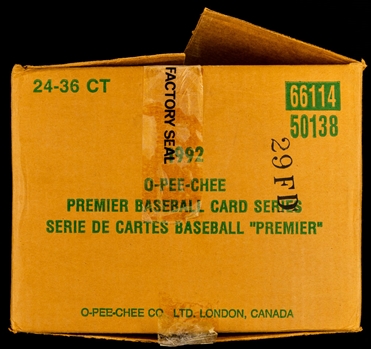 24-36 CT
66114
50138
FACTORY SEAL
1992
29FD
O-PEE-CHEE
PREMIER BASEBALL CARD SERIES
SERIE DE CARTES BASEBALL "PREMIER"
O-PEE-CHEE CO. LTD. LONDON, CANADA